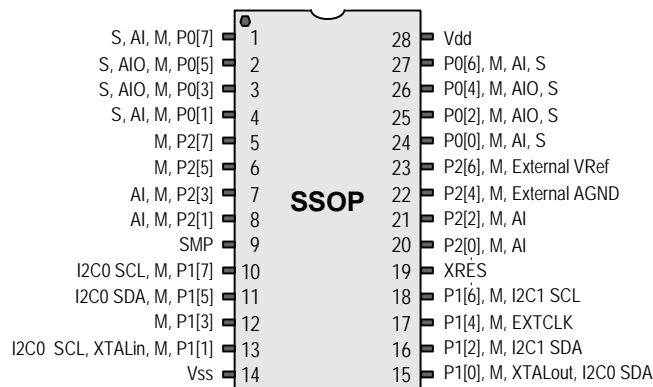 S, AI, M, P0[7] 1 28 Vdd
S, AIO, M, P0[5] 2 27 P0[6], M, AI, S
S, AIO, M, P0[3] 3 26 P0[4], M, AIO, S
S, AI, M, P0[1] 4 25 P0[2], M, AIO, S
M, P2[7] 5 24 P0[0], M, AI, S
M, P2[5] 6 23 P2[6], M, External VRef
AI, M, P2[3] 7 22 P2[4], M, External AGND
SSOP
AI, M, P2[1] 8 21 P2[2], M, AI
SMP 9 20 P2[0], M, AI
I2C0 SCL, M, P1[7] 10 19 XRES
I2C0 SDA, M, P1[5] 11 18 P1[6], M, I2C1 SCL
M, P1[3] 12 17 P1[4], M, EXTCLK
I2C0 SCL, XTALin, M, P1[1] 13 16 P1[2], M, I2C1 SDA
Vss 14 15 P1[0], M, XTALout, I2C0 SDA